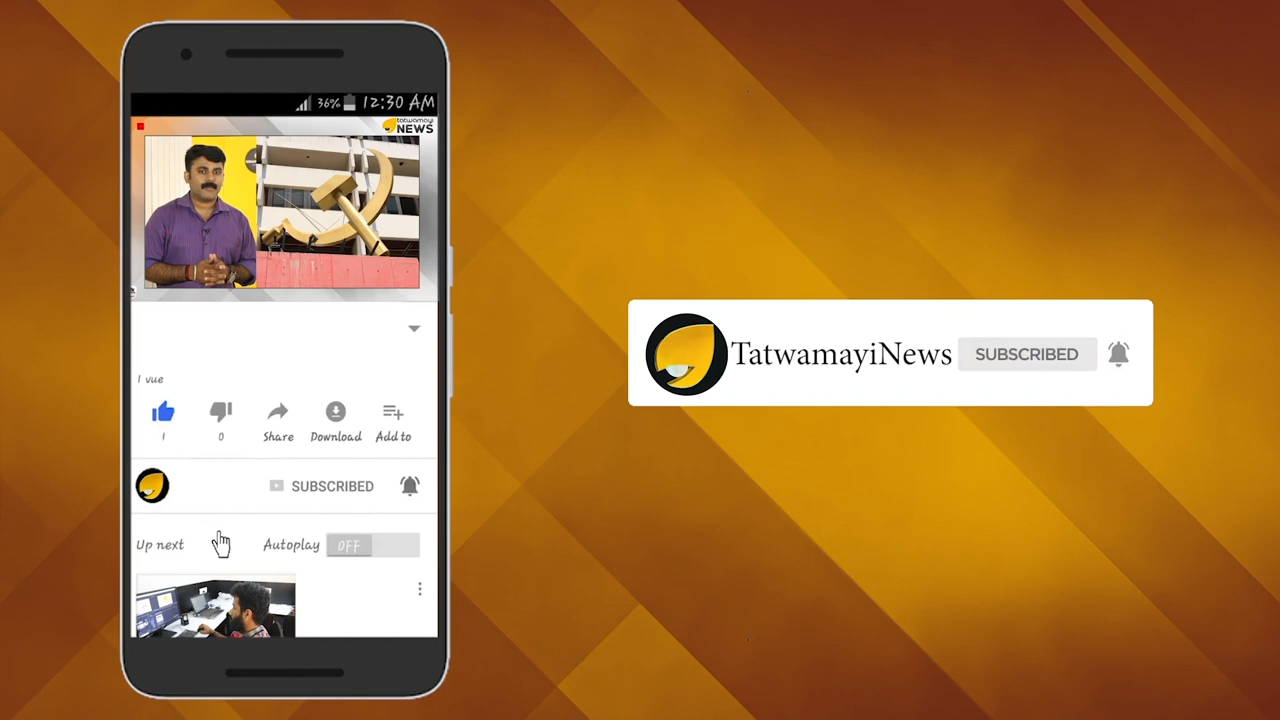 36% 12:30 AM
tatwamayi
NEWS
1 vue
1 0 Share Download Add to
SUBSCRIBED
Up next Autoplay OFF
TatwamayiNews SUBSCRIBED